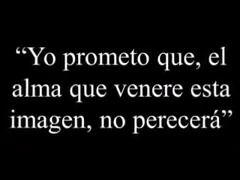 “Yo prometo que, el
alma que venere esta
imagen, no perecerá”